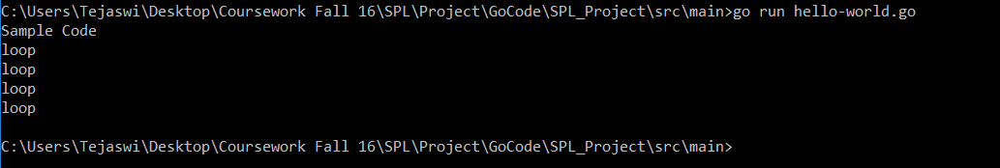 C:\Users\Tejaswi\Desktop\Coursework Fall 16\SPL\Project\GoCode\SPL_Project\src\main>go run hello-world.go
Sample Code
loop
loop
loop
loop
C:\Users\Tejaswi\Desktop\Coursework Fall 16\SPL\Project\GoCode\SPL_Project\src\main>